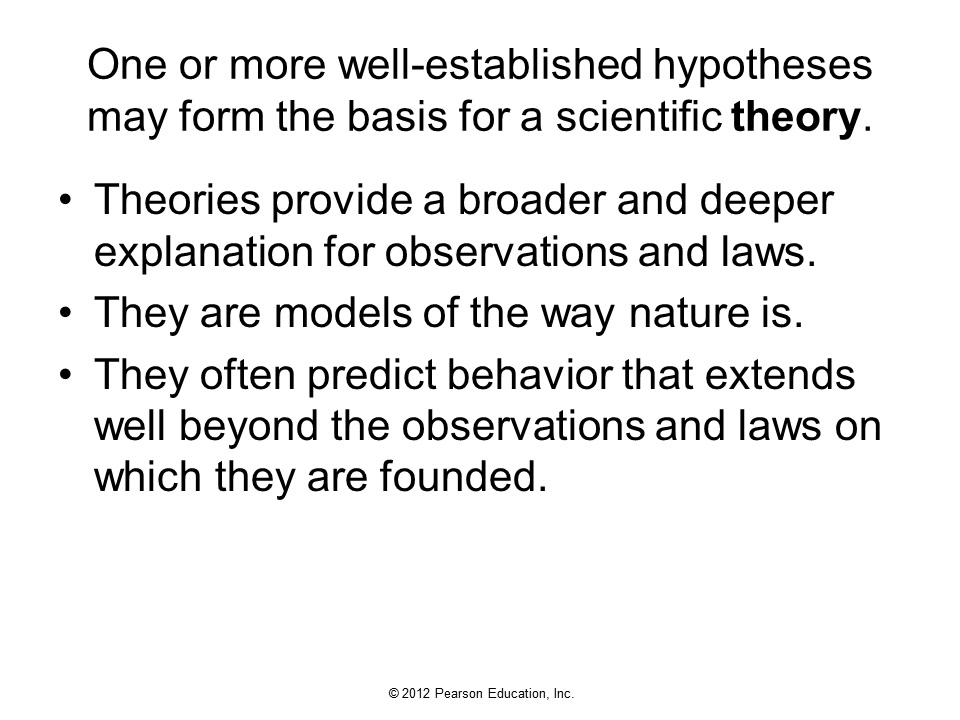 One or more well-established hypotheses
may form the basis for a scientific theory.
• Theories provide a broader and deeper
explanation for observations and laws.
• They are models of the way nature is.
• They often predict behavior that extends
well beyond the observations and laws on
which they are founded.
© 2012 Pearson Education, Inc.